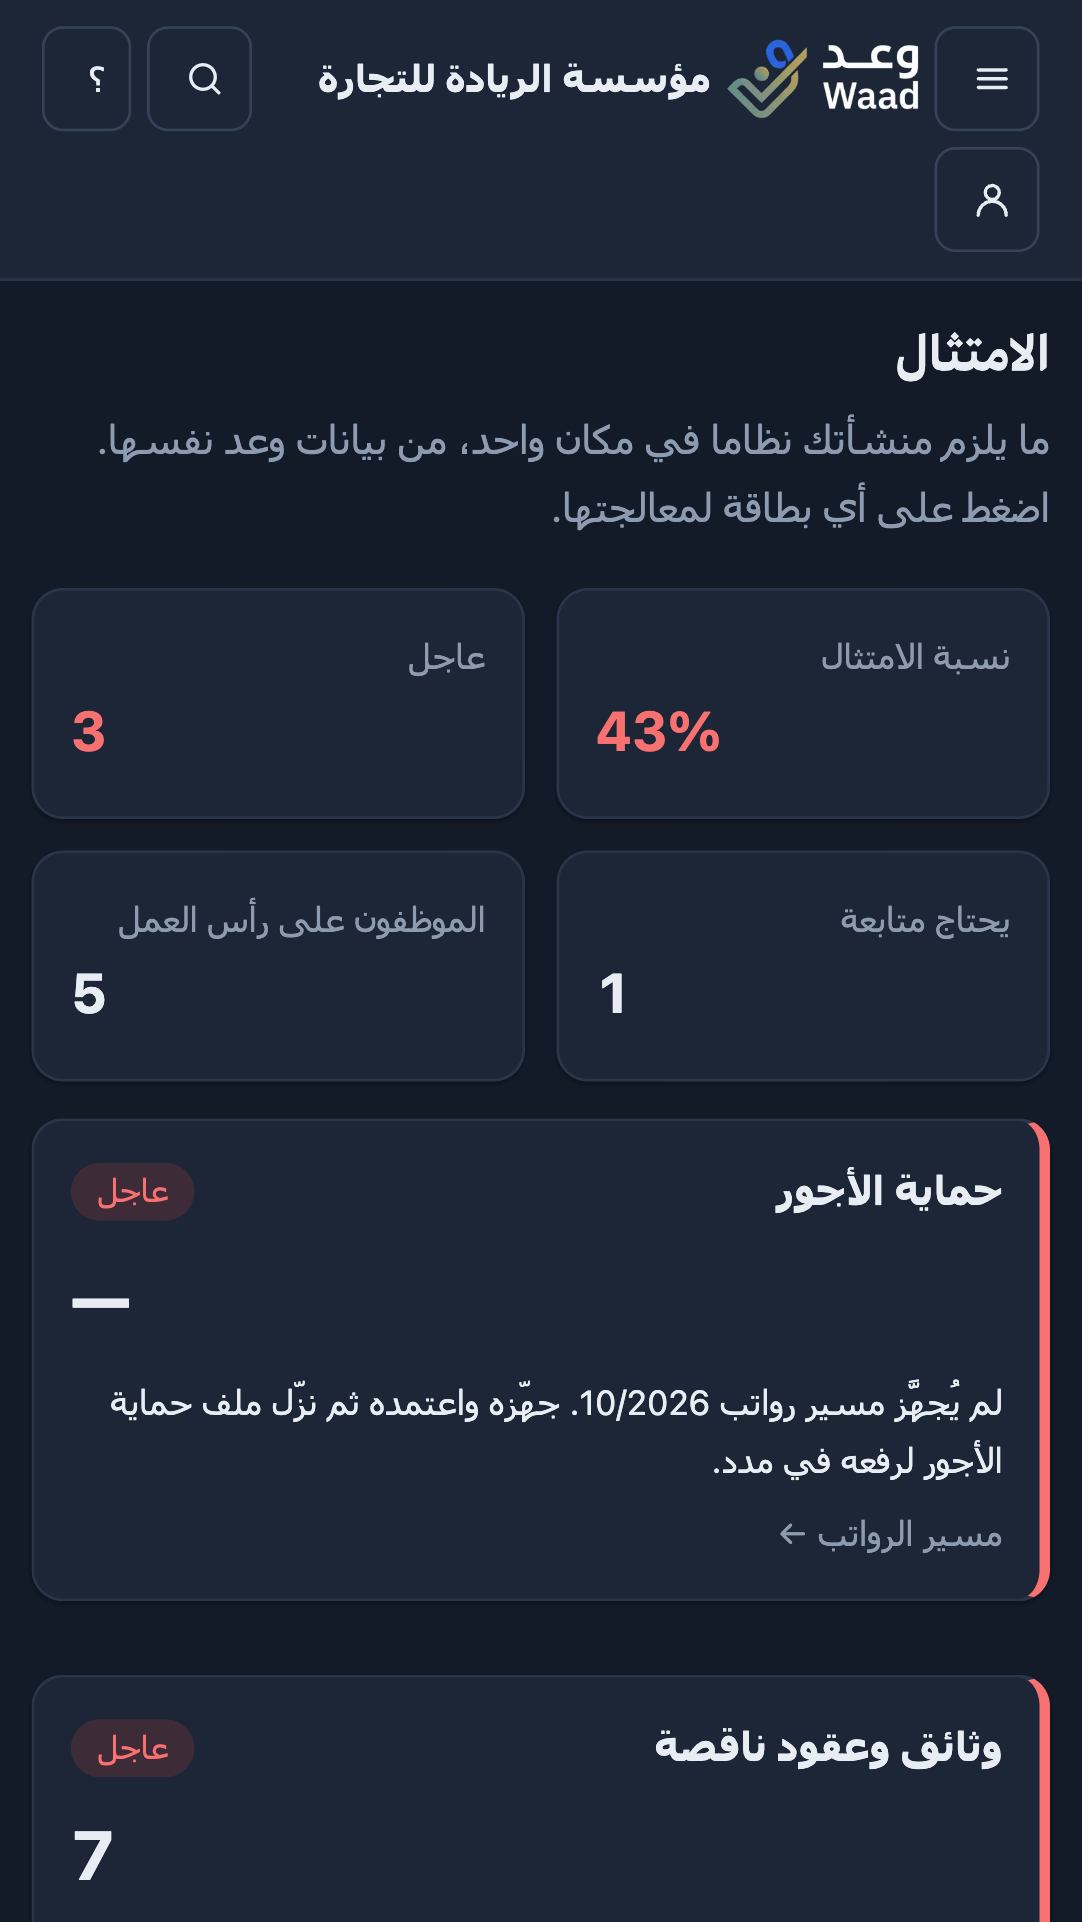 وعد
Waad
مؤسسة الريادة للتجارة
؟
الامتثال
ما يلزم منشأتك نظاما في مكان واحد، من بيانات وعد نفسها.
اضغط على أي بطاقة لمعالجتها.
نسبة الامتثال
43%
عاجل
3
يحتاج متابعة
1
الموظفون على رأس العمل
5
حماية الأجور
عاجل
—
لم يُجهَّز مسير رواتب 10/2026. جهّزه واعتمده ثم نزّل ملف حماية
الأجور لرفعه في مدد.
مسير الرواتب ←
وثائق وعقود ناقصة
عاجل
7